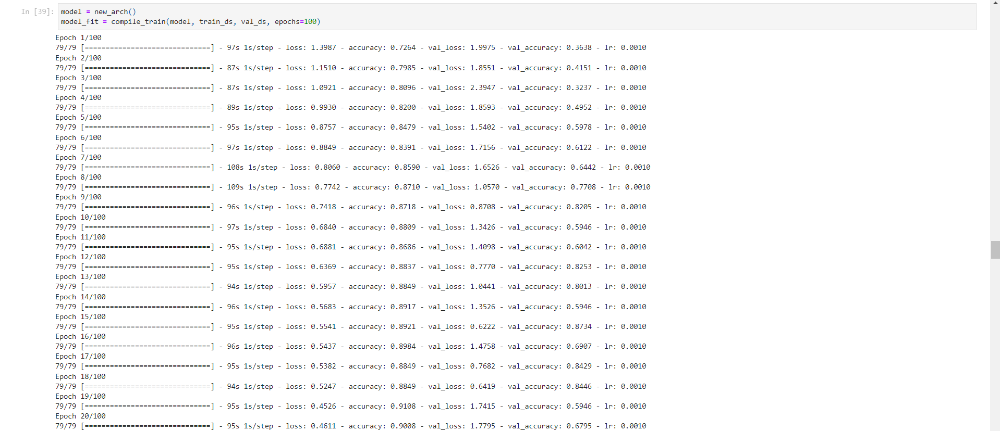 In [39]: model = new_arch()
model_fit = compile_train(model, train_ds, val_ds, epochs=100)
Epoch 1/100
79/79 [==============================] - 97s 1s/step - loss: 1.3987 - accuracy: 0.7264 - val_loss: 1.9975 - val_accuracy: 0.3638 - lr: 0.0010
Epoch 2/100
79/79 [==============================] - 87s 1s/step - loss: 1.1510 - accuracy: 0.7985 - val_loss: 1.8551 - val_accuracy: 0.4151 - lr: 0.0010
Epoch 3/100
79/79 [==============================] - 87s 1s/step - loss: 1.0921 - accuracy: 0.8096 - val_loss: 2.3947 - val_accuracy: 0.3237 - lr: 0.0010
Epoch 4/100
79/79 [==============================] - 89s 1s/step - loss: 0.9930 - accuracy: 0.8200 - val_loss: 1.8593 - val_accuracy: 0.4952 - lr: 0.0010
Epoch 5/100
79/79 [==============================] - 95s 1s/step - loss: 0.8757 - accuracy: 0.8479 - val_loss: 1.5402 - val_accuracy: 0.5978 - lr: 0.0010
Epoch 6/100
79/79 [==============================] - 97s 1s/step - loss: 0.8849 - accuracy: 0.8391 - val_loss: 1.7156 - val_accuracy: 0.6122 - lr: 0.0010
Epoch 7/100
79/79 [==============================] - 108s 1s/step - loss: 0.8060 - accuracy: 0.8590 - val_loss: 1.6526 - val_accuracy: 0.6442 - lr: 0.0010
Epoch 8/100
79/79 [==============================] - 109s 1s/step - loss: 0.7742 - accuracy: 0.8710 - val_loss: 1.0570 - val_accuracy: 0.7708 - lr: 0.0010
Epoch 9/100
79/79 [==============================] - 96s 1s/step - loss: 0.7418 - accuracy: 0.8718 - val_loss: 0.8708 - val_accuracy: 0.8205 - lr: 0.0010
Epoch 10/100
79/79 [==============================] - 97s 1s/step - loss: 0.6840 - accuracy: 0.8809 - val_loss: 1.3426 - val_accuracy: 0.5946 - lr: 0.0010
Epoch 11/100
79/79 [==============================] - 95s 1s/step - loss: 0.6881 - accuracy: 0.8686 - val_loss: 1.4098 - val_accuracy: 0.6042 - lr: 0.0010
Epoch 12/100
79/79 [==============================] - 95s 1s/step - loss: 0.6369 - accuracy: 0.8837 - val_loss: 0.7770 - val_accuracy: 0.8253 - lr: 0.0010
Epoch 13/100
79/79 [==============================] - 94s 1s/step - loss: 0.5957 - accuracy: 0.8849 - val_loss: 1.0441 - val_accuracy: 0.8013 - lr: 0.0010
Epoch 14/100
79/79 [==============================] - 96s 1s/step - loss: 0.5683 - accuracy: 0.8917 - val_loss: 1.3526 - val_accuracy: 0.5946 - lr: 0.0010
Epoch 15/100
79/79 [==============================] - 95s 1s/step - loss: 0.5541 - accuracy: 0.8921 - val_loss: 0.6222 - val_accuracy: 0.8734 - lr: 0.0010
Epoch 16/100
79/79 [==============================] - 96s 1s/step - loss: 0.5437 - accuracy: 0.8984 - val_loss: 1.4758 - val_accuracy: 0.6907 - lr: 0.0010
Epoch 17/100
79/79 [==============================] - 95s 1s/step - loss: 0.5382 - accuracy: 0.8849 - val_loss: 0.7682 - val_accuracy: 0.8429 - lr: 0.0010
Epoch 18/100
79/79 [==============================] - 94s 1s/step - loss: 0.5247 - accuracy: 0.8849 - val_loss: 0.6419 - val_accuracy: 0.8446 - lr: 0.0010
Epoch 19/100
79/79 [==============================] - 95s 1s/step - loss: 0.4526 - accuracy: 0.9108 - val_loss: 1.7415 - val_accuracy: 0.5946 - lr: 0.0010
Epoch 20/100
79/79 [==============================] - 95s 1s/step - loss: 0.4611 - accuracy: 0.9008 - val_loss: 1.7795 - val_accuracy: 0.6795 - lr: 0.0010